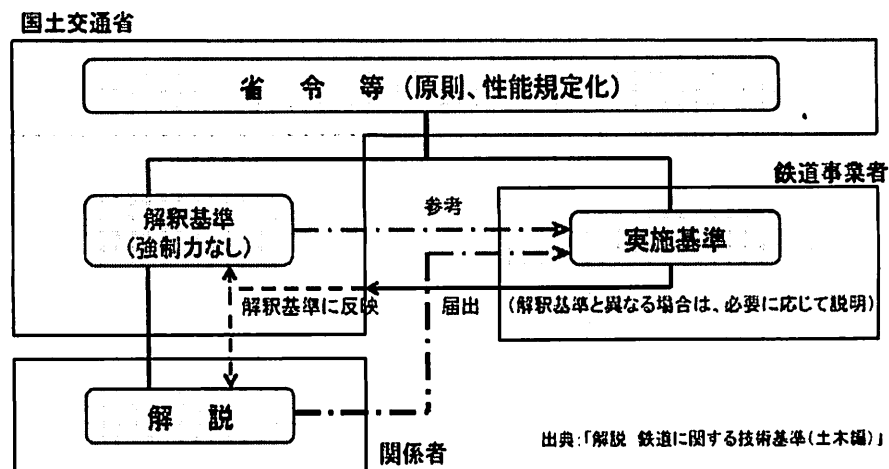 国土交通省
省 令 等 (原則、性能規定化)
鉄道事業者
解釈基準
(強制力なし)
参考
実施基準
解釈基準に反映
届出
(解釈基準と異なる場合は、必要に応じて説明)
解 説
関係者
出典:「解説 鉄道に関する技術基準(土木編)」